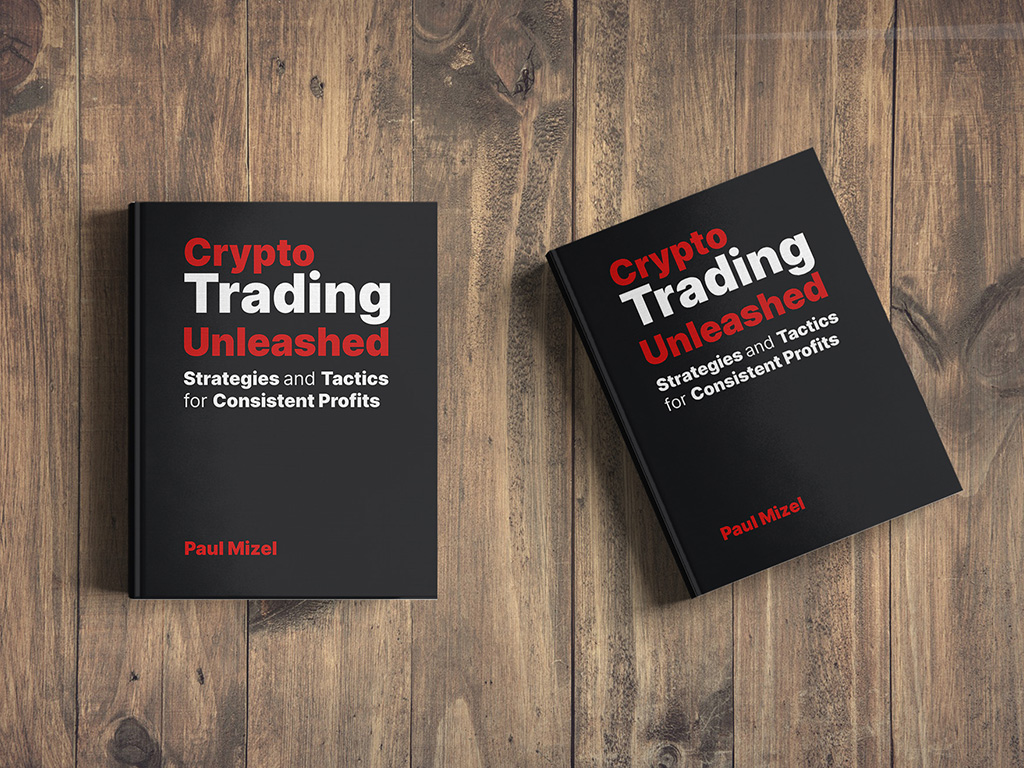 Crypto
Trading
Unleashed
Strategies and Tactics
for Consistent Profits
Paul Mizel
Crypto
Trading
Unleashed
Strategies and Tactics
for Consistent Profits
Paul Mizel